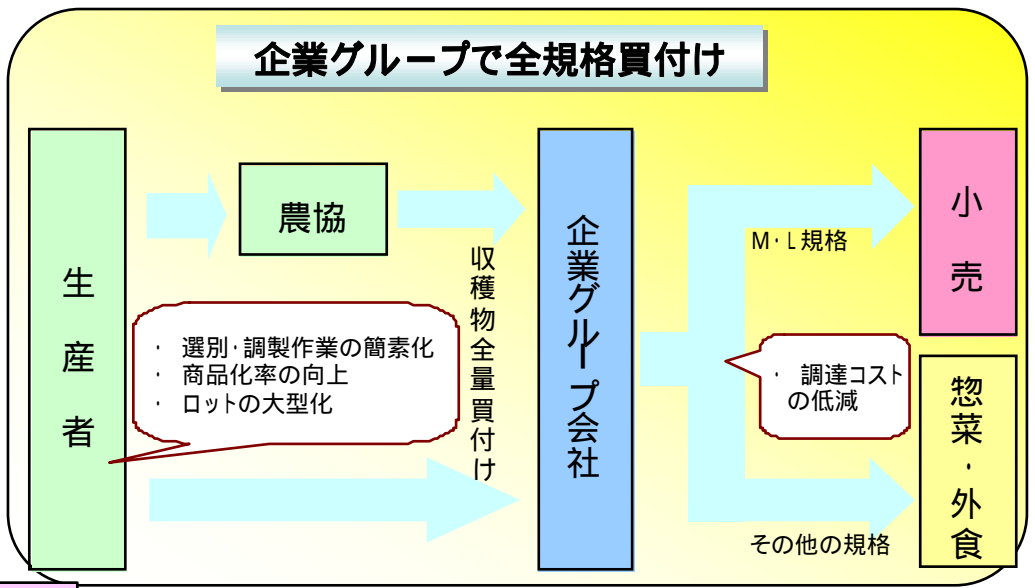 企業グループで全規格買付け
生産者
農協
・ 選別・調製作業の簡素化
・ 商品化率の向上
・ ロットの大型化
収穫物全量買付け
企業グループ会社
M・L規格
・ 調達コスト
の低減
その他の規格
小売
惣菜・外食